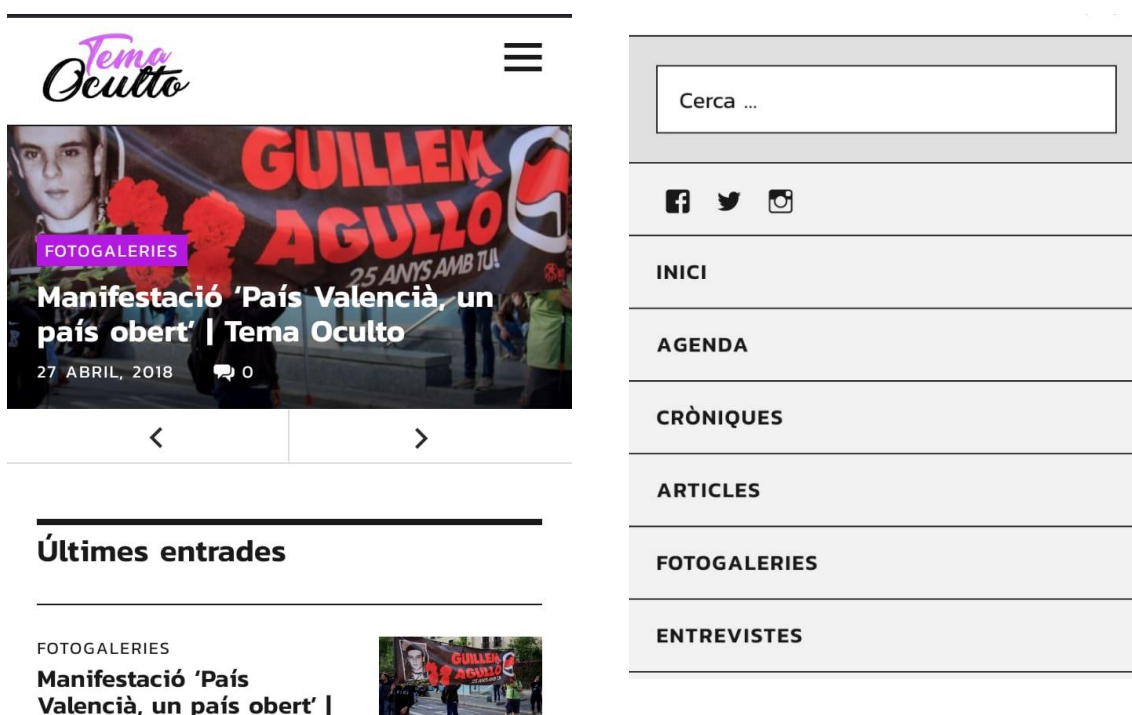 Tema
Oculto
GUILLEM
AGULLÓ
25 ANYS AMB TU!
FOTOGALERIES
Manifestació ‘País Valencià, un
país obert’ | Tema Oculto
27 ABRIL, 2018 0
Últimes entrades
FOTOGALERIES
Manifestació ‘País
Valencià, un país obert’ |
GUILLEM
AGULLÓ
Cerca ...
INICI
AGENDA
CRÒNIQUES
ARTICLES
FOTOGALERIES
ENTREVISTES